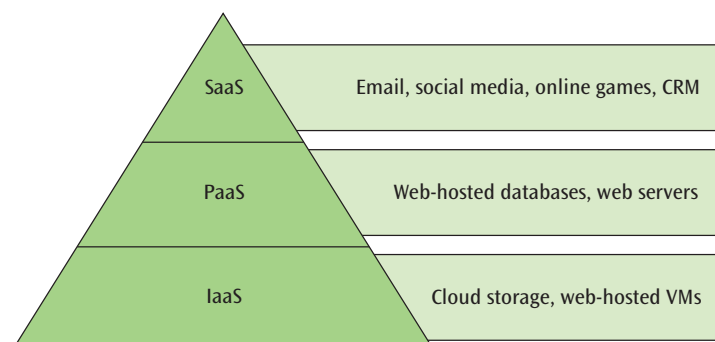 SaaS
Email, social media, online games, CRM
PaaS
Web-hosted databases, web servers
IaaS
Cloud storage, web-hosted VMs